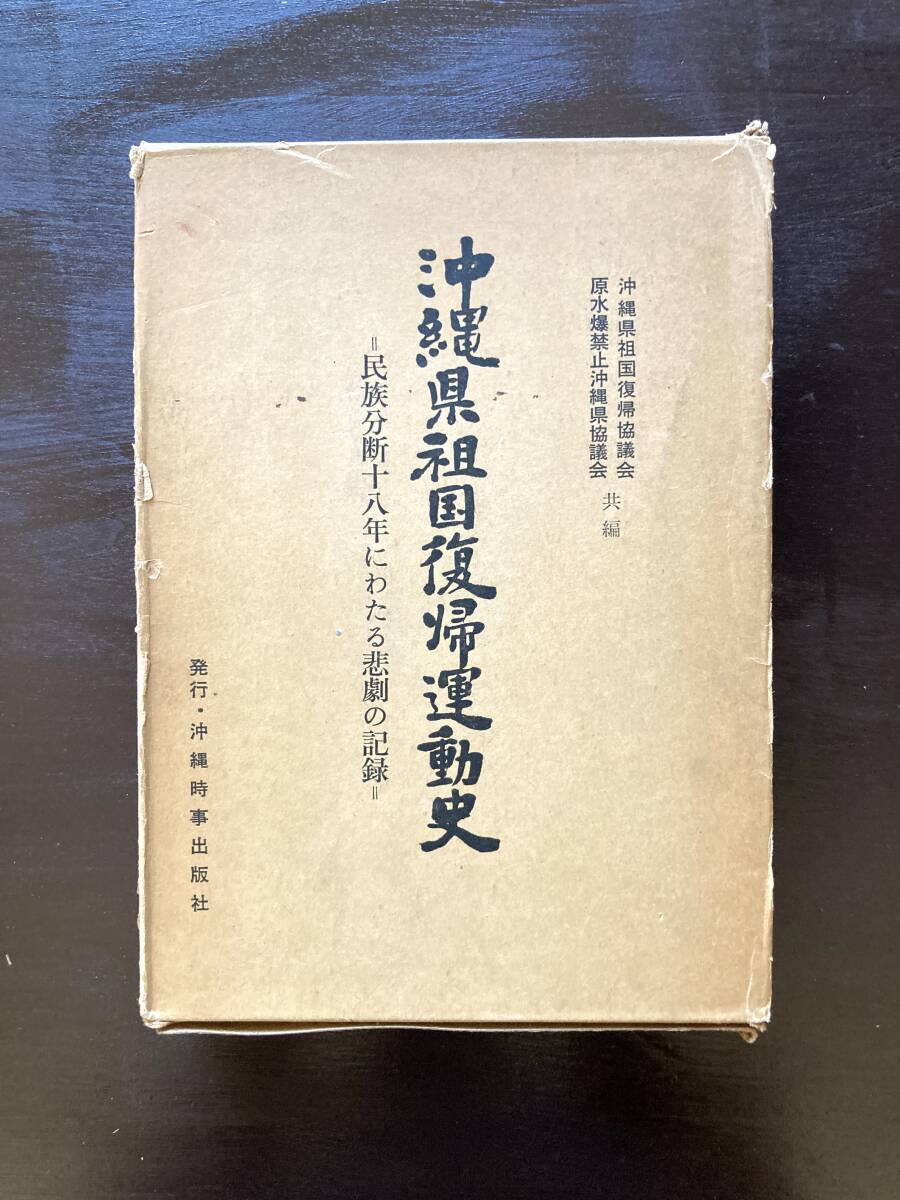 沖縄県祖国復帰協議会
原水爆禁止沖縄県協議会
共編
沖縄県祖国復帰運動史
=民族分断十八年にわたる悲劇の記録=
発行・沖縄時事出版社